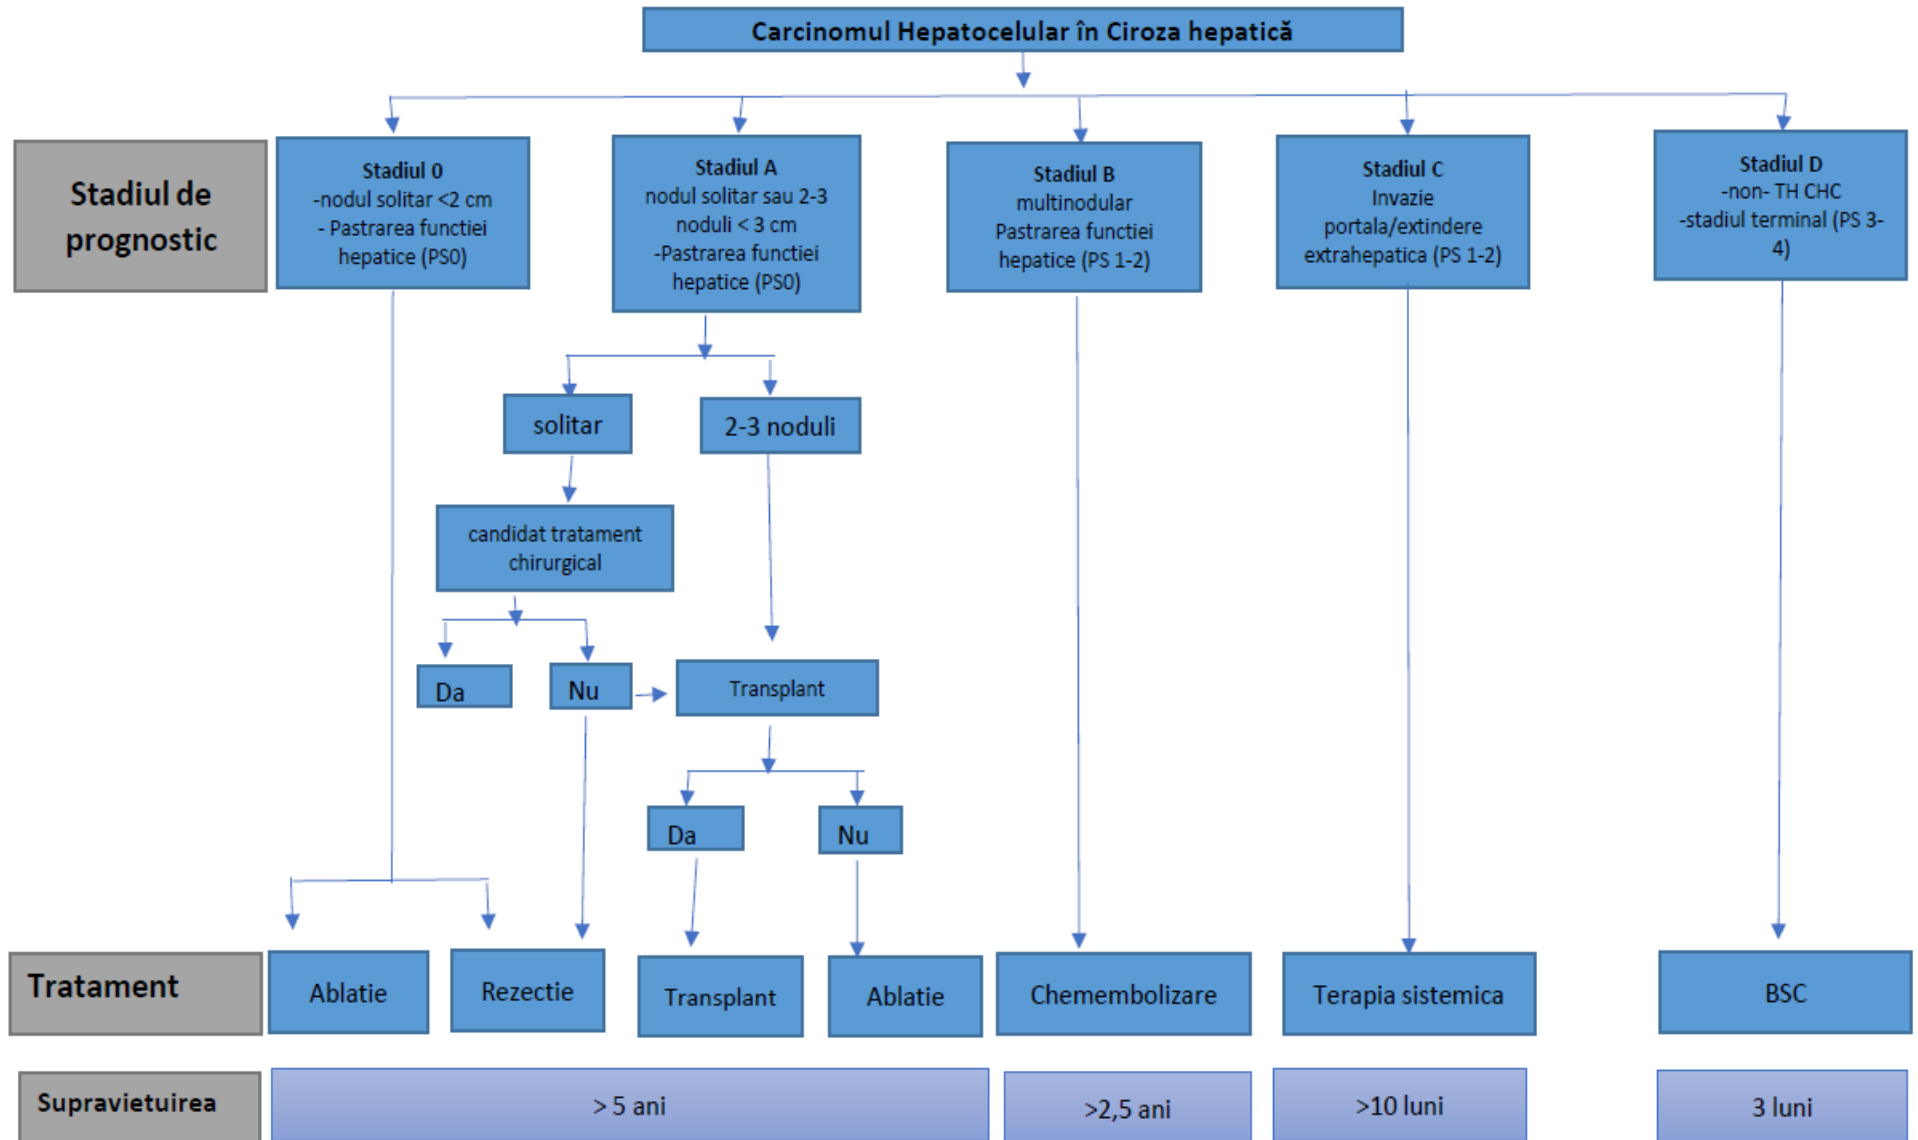 Carcinomul Hepatocelular în Ciroza hepatică
Stadiul de
prognostic
Stadiul 0
-nodul solitar <2 cm
- Pastrarea functiei
hepatice (PS0)
Stadiul A
nodul solitar sau 2-3
noduli < 3 cm
-Pastrarea functiei
hepatice (PS0)
Stadiul B
multinodular
Pastrarea functiei
hepatice (PS 1-2)
Stadiul C
Invazie
portala/extindere
extrahepatica (PS 1-2)
Stadiul D
-non- TH CHC
-stadiul terminal (PS 3-
4)
solitar
2-3 noduli
candidat tratament
chirurgical
Da
Nu
Transplant
Da
Nu
Tratament
Ablatie
Rezectie
Transplant
Ablatie
Chemembolizare
Terapia sistemica
BSC
Supravietuirea
> 5 ani
>2,5 ani
>10 luni
3 luni